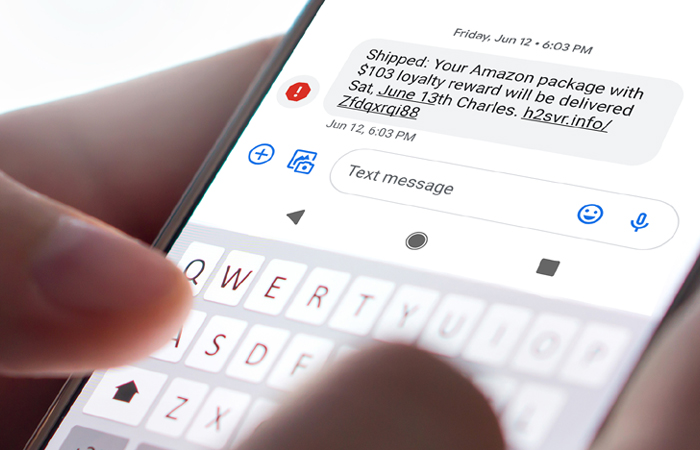 Friday, Jun 12 • 6:03 PM
Shipped: Your Amazon package with
$103 loyalty reward will be delivered
Sat, June 13th Charles. h2svr.info/
Zfdqxrqi88
Jun 12, 6:03 PM
Text message
Q W E R T Y U I O P
A S D F
Z X